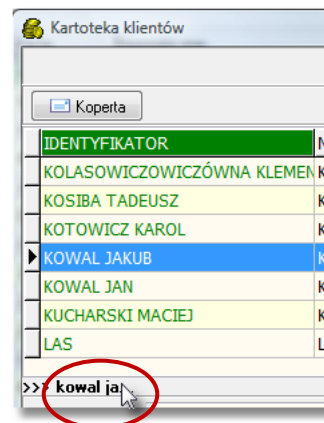 Kartoteka klientów
Koperta
IDENTYFIKATOR N
KOLASOWICZOWICZÓWNA KLEMEN K
KOSIBA TADEUSZ K
KOTOWICZ KAROL K
KOWAL JAKUB K
KOWAL JAN K
KUCHARSKI MACIEJ K
LAS L
>>> kowal ja